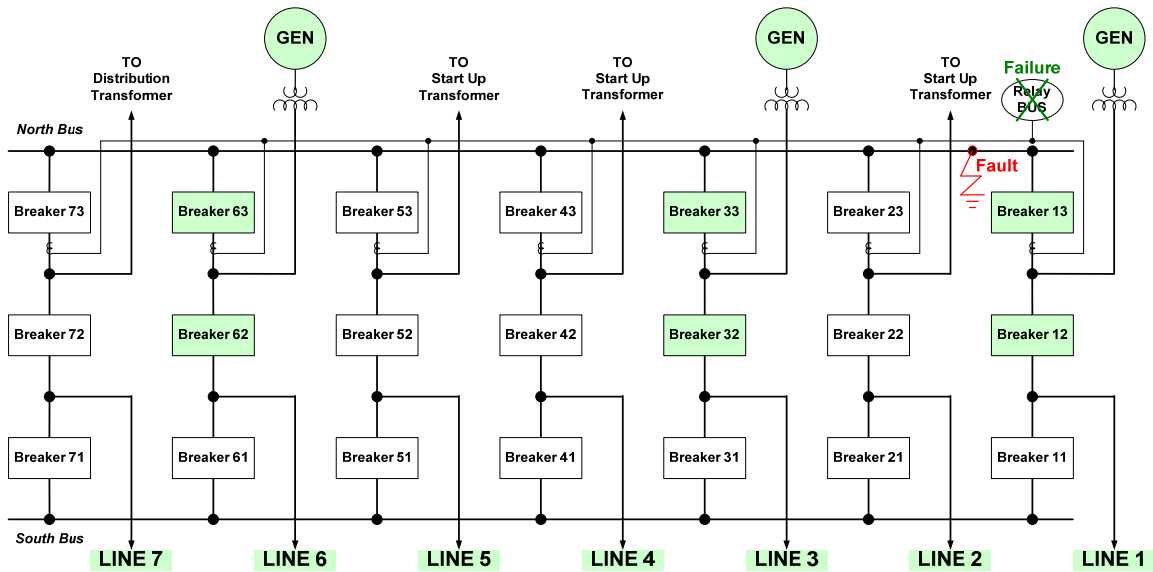 GEN
GEN
GEN
TO
Distribution
Transformer
TO
Start Up
Transformer
TO
Start Up
Transformer
TO
Start Up
Transformer
Failure
Relay
BUS
North Bus
Fault
Breaker 73
Breaker 63
Breaker 53
Breaker 43
Breaker 33
Breaker 23
Breaker 13
Breaker 72
Breaker 62
Breaker 52
Breaker 42
Breaker 32
Breaker 22
Breaker 12
Breaker 71
Breaker 61
Breaker 51
Breaker 41
Breaker 31
Breaker 21
Breaker 11
South Bus
LINE 7
LINE 6
LINE 5
LINE 4
LINE 3
LINE 2
LINE 1